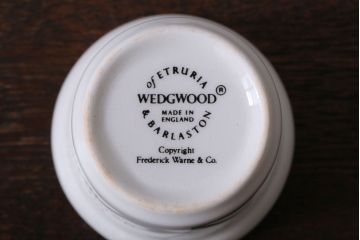 of ETRURIA
WEDGWOOD®
MADE IN
ENGLAND
& BARLASTON
Copyright
Frederick Warne & Co.